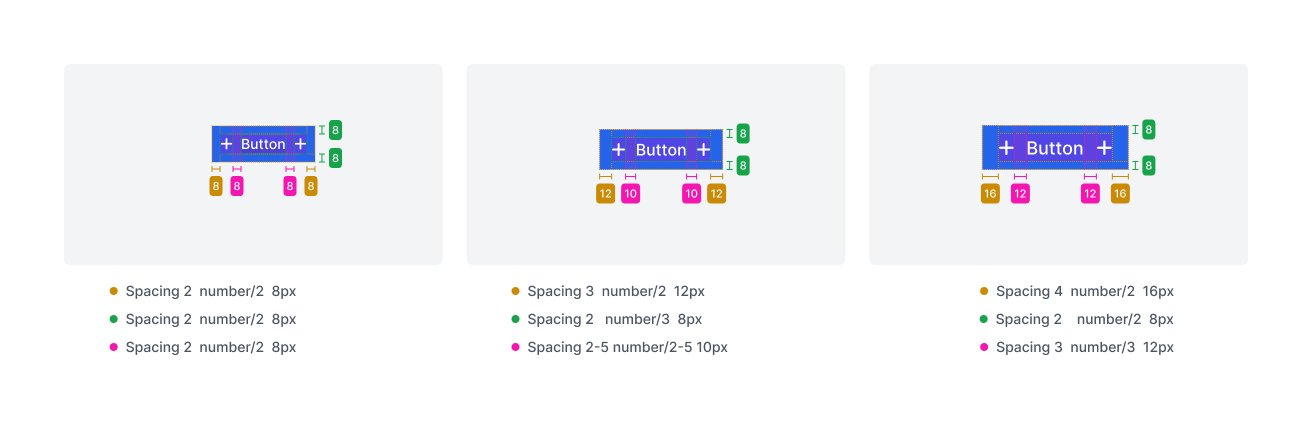 + Button +
8
8
8 8 8 8
Spacing 2 number/2 8px
Spacing 2 number/2 8px
Spacing 2 number/2 8px
+ Button +
8
8
12 10 10 12
Spacing 3 number/2 12px
Spacing 2 number/3 8px
Spacing 2-5 number/2-5 10px
+ Button +
8
8
16 12 12 16
Spacing 4 number/2 16px
Spacing 2 number/2 8px
Spacing 3 number/3 12px